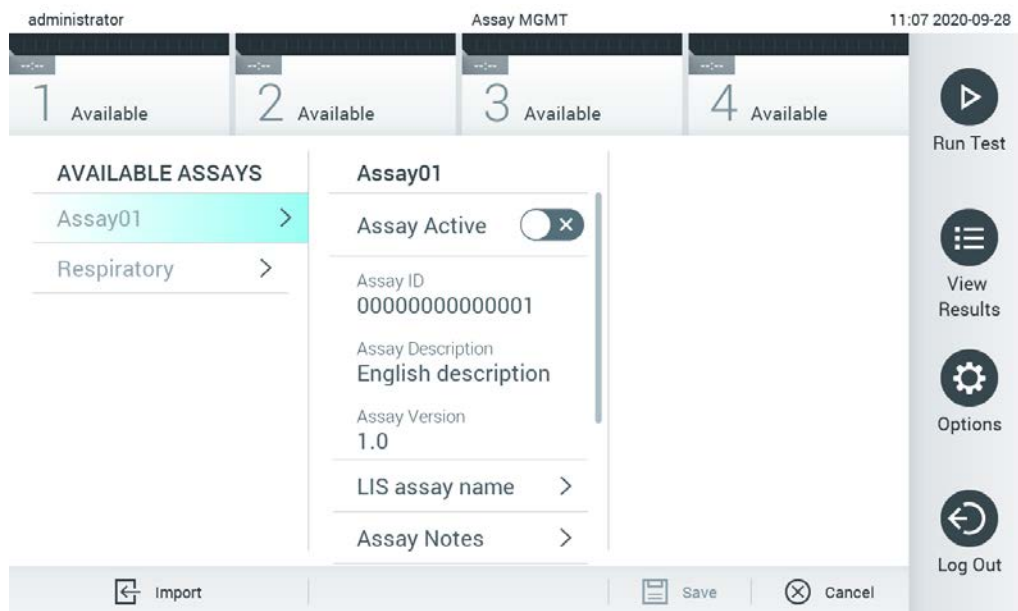 administrator
Assay MGMT
11:07 2020-09-28
--:--
--:--
--:--
--:--
1 Available
2 Available
3 Available
4 Available
Run Test
View
Results
Options
Log Out
AVAILABLE ASSAYS
Assay01
Respiratory
Assay01
Assay Active
Assay ID
00000000000001
Assay Description
English description
Assay Version
1.0
LIS assay name
Assay Notes
Import
Save
Cancel